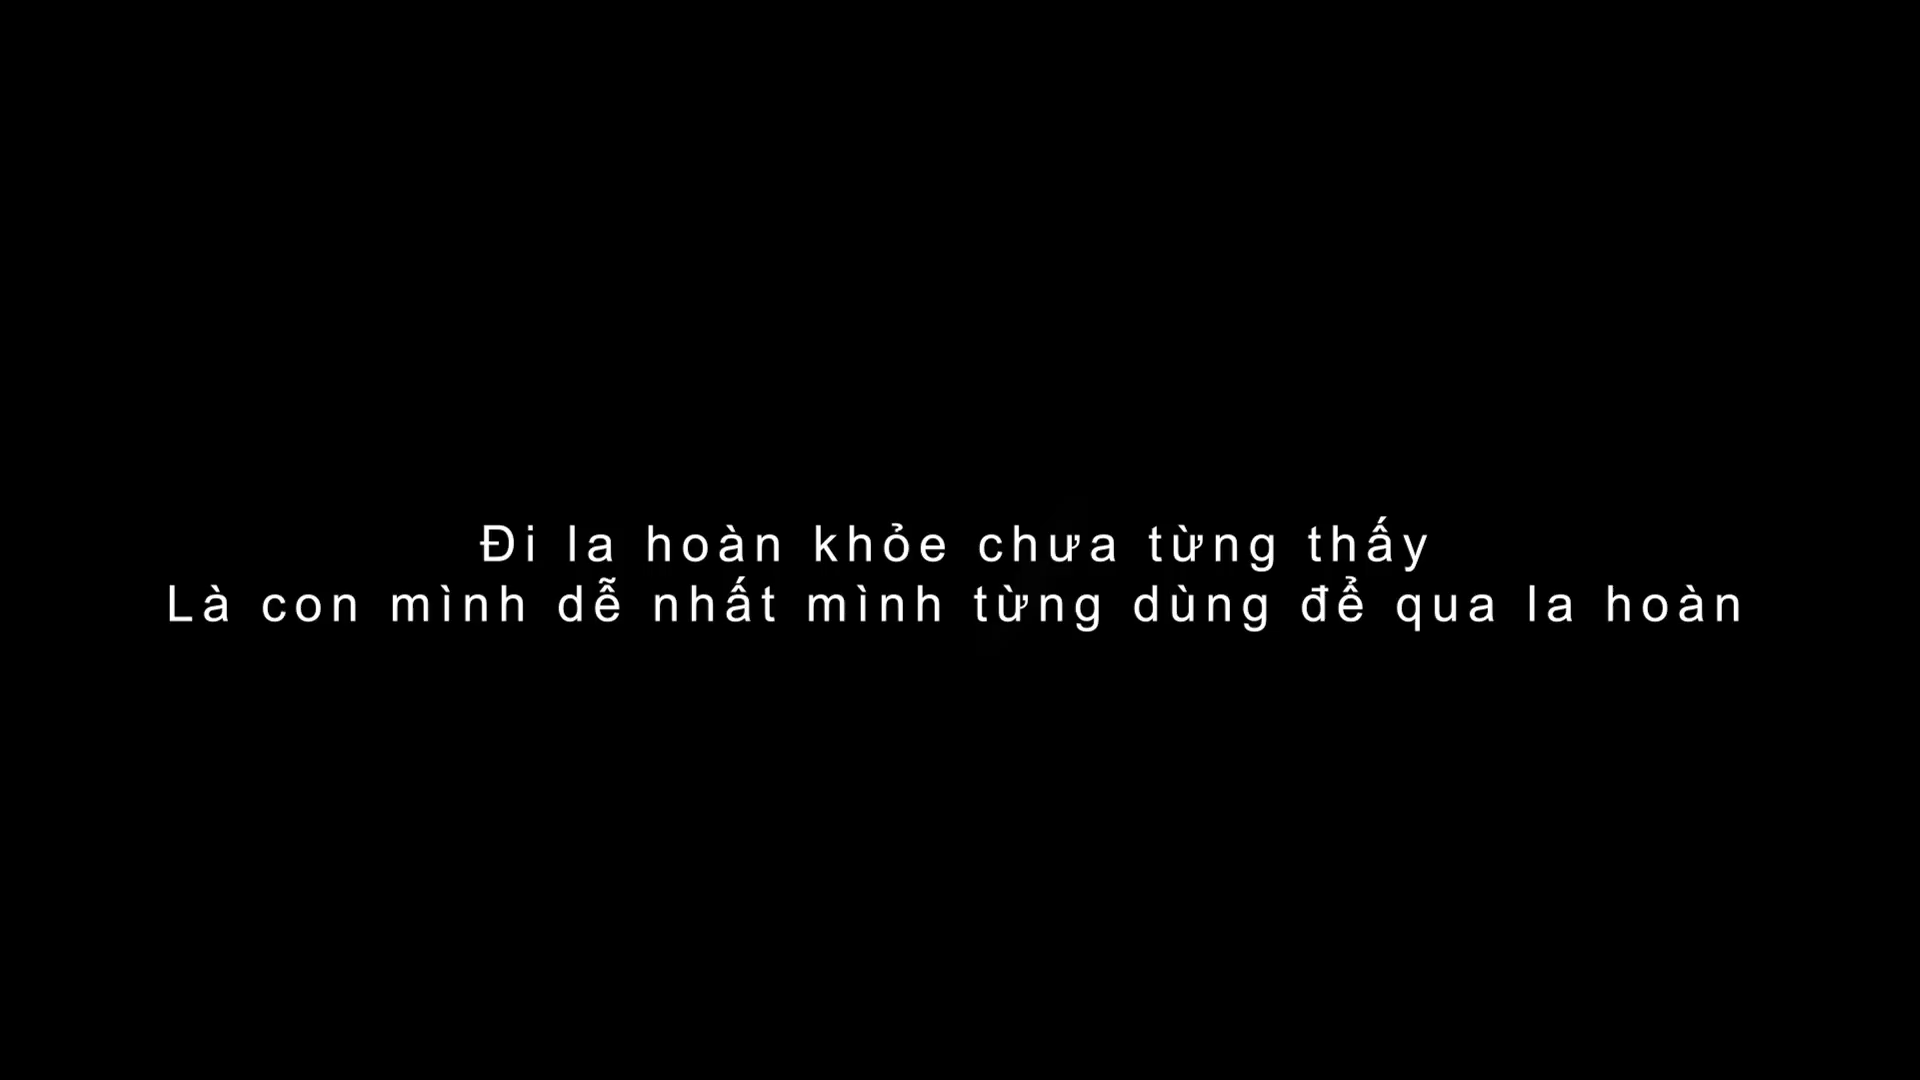 Đi la hoàn khỏe chưa từng thấy
Là con mình dễ nhất mình từng dùng để qua la hoàn